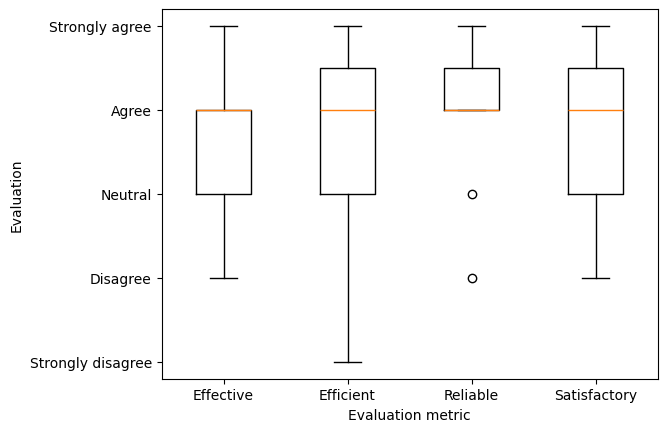 Strongly agree
Agree
Neutral
Disagree
Strongly disagree
Evaluation
Effective Efficient Reliable Satisfactory
Evaluation metric